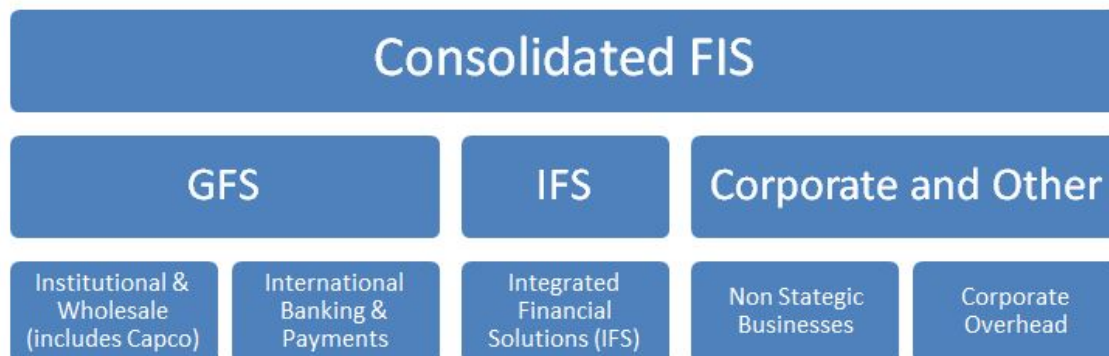 Consolidated FIS
GFS
IFS
Corporate and Other
Institutional &
Wholesale
(includes Capco)
International
Banking &
Payments
Integrated
Financial
Solutions (IFS)
Non Stategic
Businesses
Corporate
Overhead